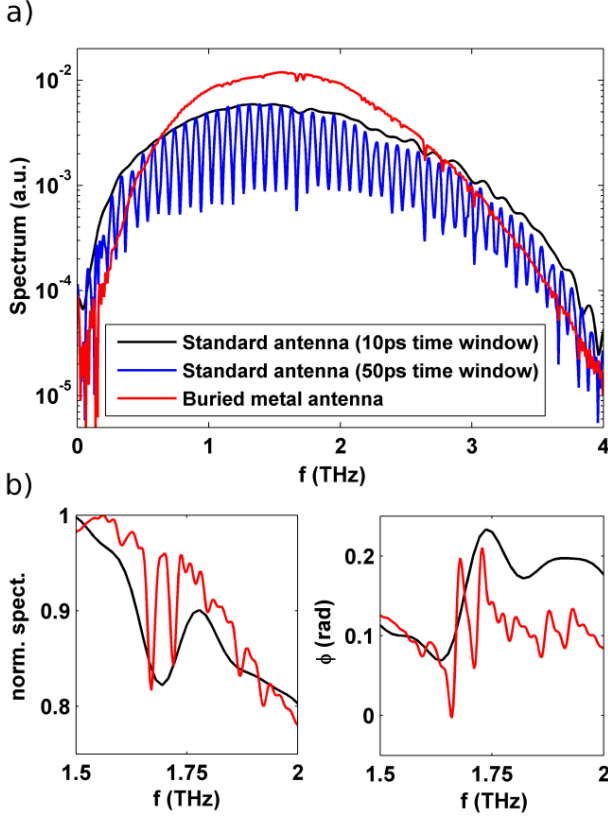 a)
10⁻²
10⁻³
10⁻⁴
10⁻⁵
Spectrum (a.u.)
Standard antenna (10ps time window)
Standard antenna (50ps time window)
Buried metal antenna
0 1 2 3 4
f (THz)
b)
1
0.9
0.8
norm. spect.
1.5 1.75 2
f (THz)
0.2
0.1
0
ϕ (rad)
1.5 1.75 2
f (THz)